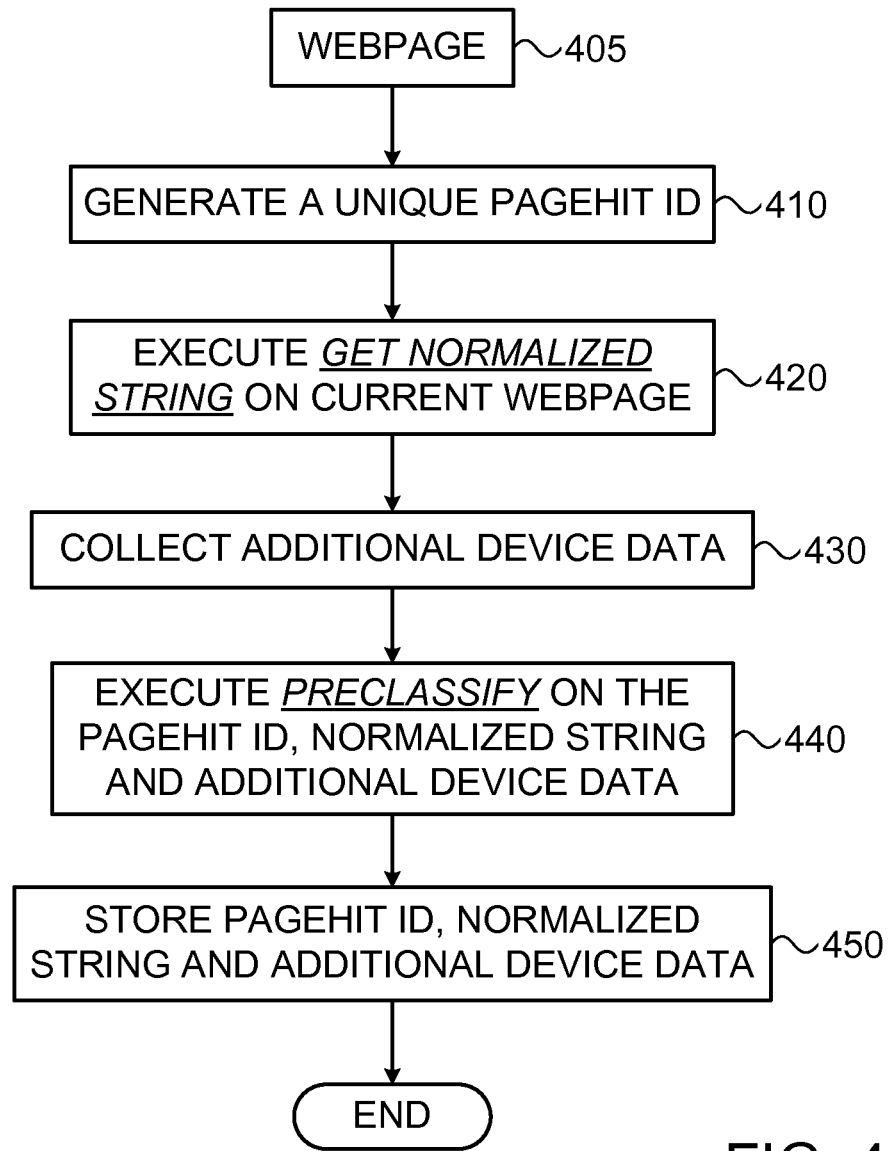 WEBPAGE
405
GENERATE A UNIQUE PAGEHIT ID
410
EXECUTE GET NORMALIZED
STRING ON CURRENT WEBPAGE
420
COLLECT ADDITIONAL DEVICE DATA
430
EXECUTE PRECLASSIFY ON THE
PAGEHIT ID, NORMALIZED STRING
AND ADDITIONAL DEVICE DATA
440
STORE PAGEHIT ID, NORMALIZED
STRING AND ADDITIONAL DEVICE DATA
450
END
FIG. 4